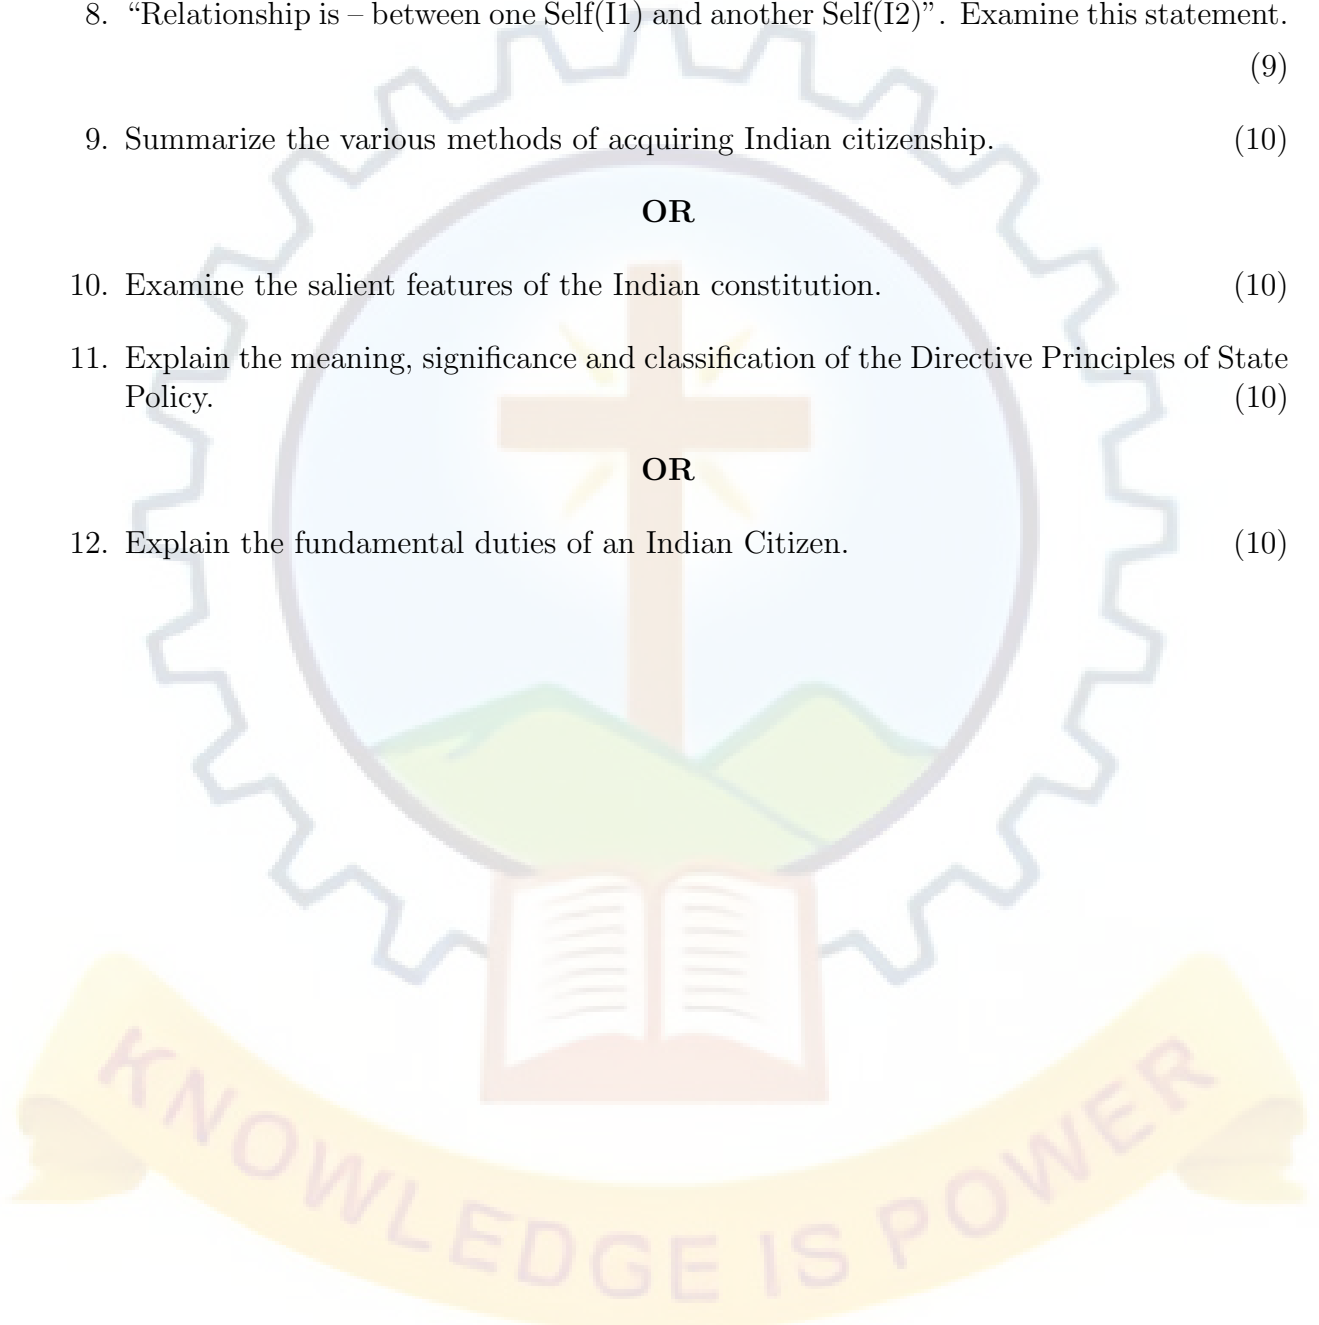 8. “Relationship is – between one Self(I1) and another Self(I2)”. Examine this statement.
(9)
9. Summarize the various methods of acquiring Indian citizenship. (10)
OR
10. Examine the salient features of the Indian constitution. (10)
11. Explain the meaning, significance and classification of the Directive Principles of State
Policy. (10)
OR
12. Explain the fundamental duties of an Indian Citizen. (10)
KNOWLEDGE IS POWER